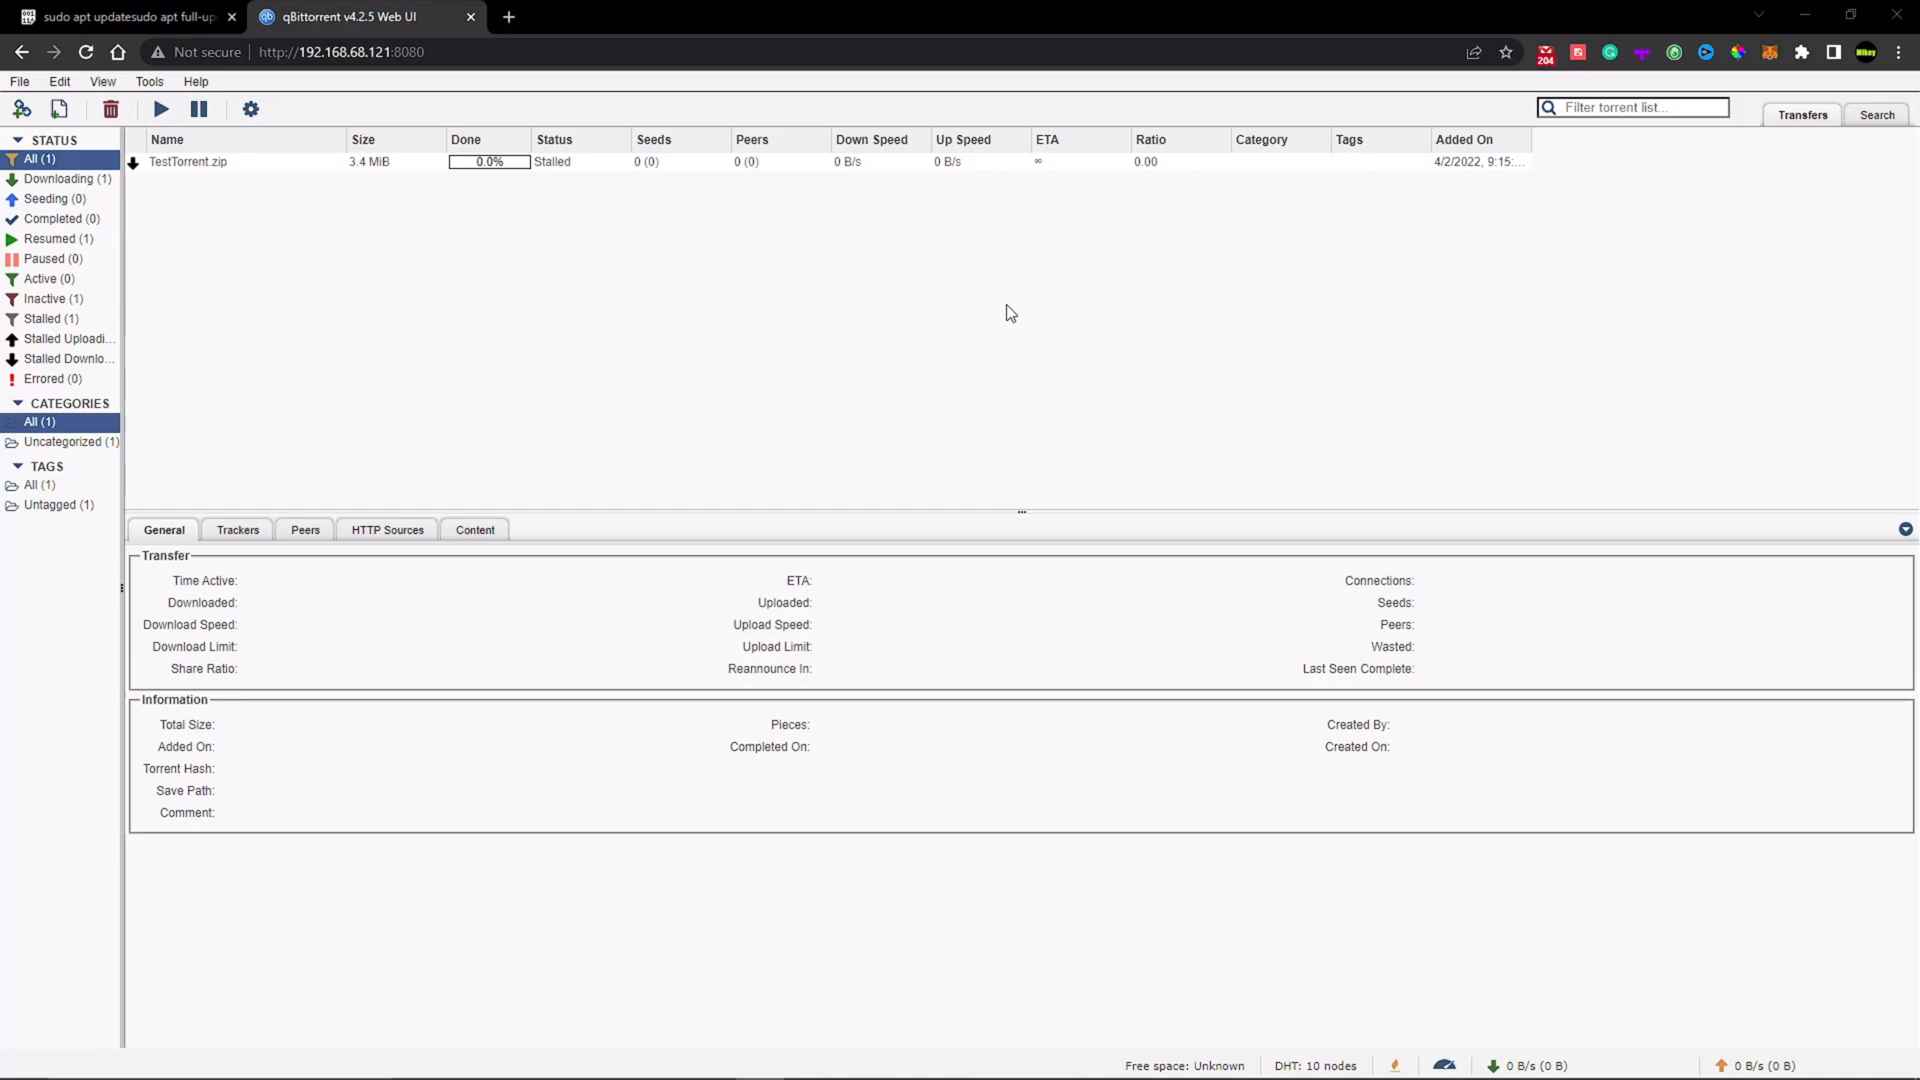 sudo apt updatesudo apt full-up
qBittorrent v4.2.5 Web UI
Not secure http://192.168.68.121:8080
204
Mikey
File Edit View Tools Help
Filter torrent list...
Transfers Search
STATUS
All (1)
Downloading (1)
Seeding (0)
Completed (0)
Resumed (1)
Paused (0)
Active (0)
Inactive (1)
Stalled (1)
Stalled Uploadi...
Stalled Downlo...
Errored (0)
CATEGORIES
All (1)
Uncategorized (1)
TAGS
All (1)
Untagged (1)
Name Size Done Status Seeds Peers Down Speed Up Speed ETA Ratio Category Tags Added On
TestTorrent.zip 3.4 MiB 0.0% Stalled 0 (0) 0 (0) 0 B/s 0 B/s ∞ 0.00 4/2/2022, 9:15:...
General Trackers Peers HTTP Sources Content
Transfer
Time Active: ETA: Connections:
Downloaded: Uploaded: Seeds:
Download Speed: Upload Speed: Peers:
Download Limit: Upload Limit: Wasted:
Share Ratio: Reannounce In: Last Seen Complete:
Information
Total Size: Pieces: Created By:
Added On: Completed On: Created On:
Torrent Hash:
Save Path:
Comment:
Free space: Unknown DHT: 10 nodes 0 B/s (0 B) 0 B/s (0 B)